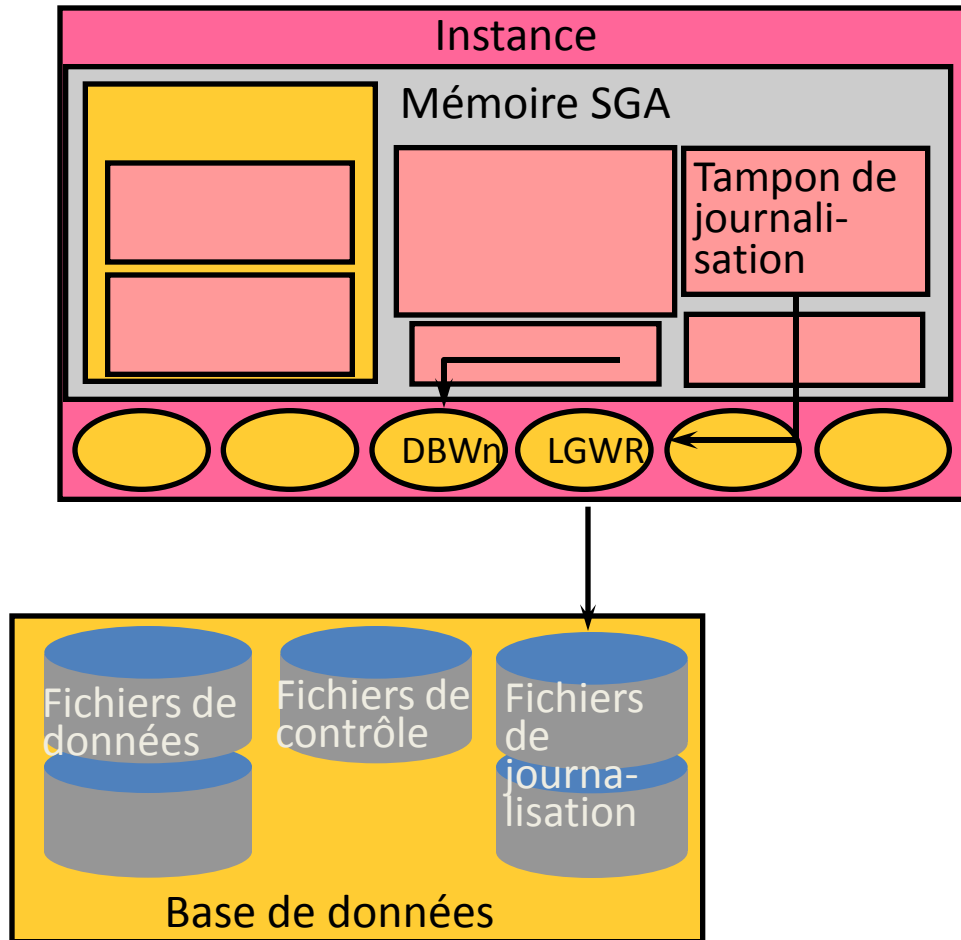 Instance
Mémoire SGA
Tampon de
journali-
sation
DBWn
LGWR
Fichiers de
données
Fichiers de
contrôle
Fichiers
de
journa-
lisation
Base de données